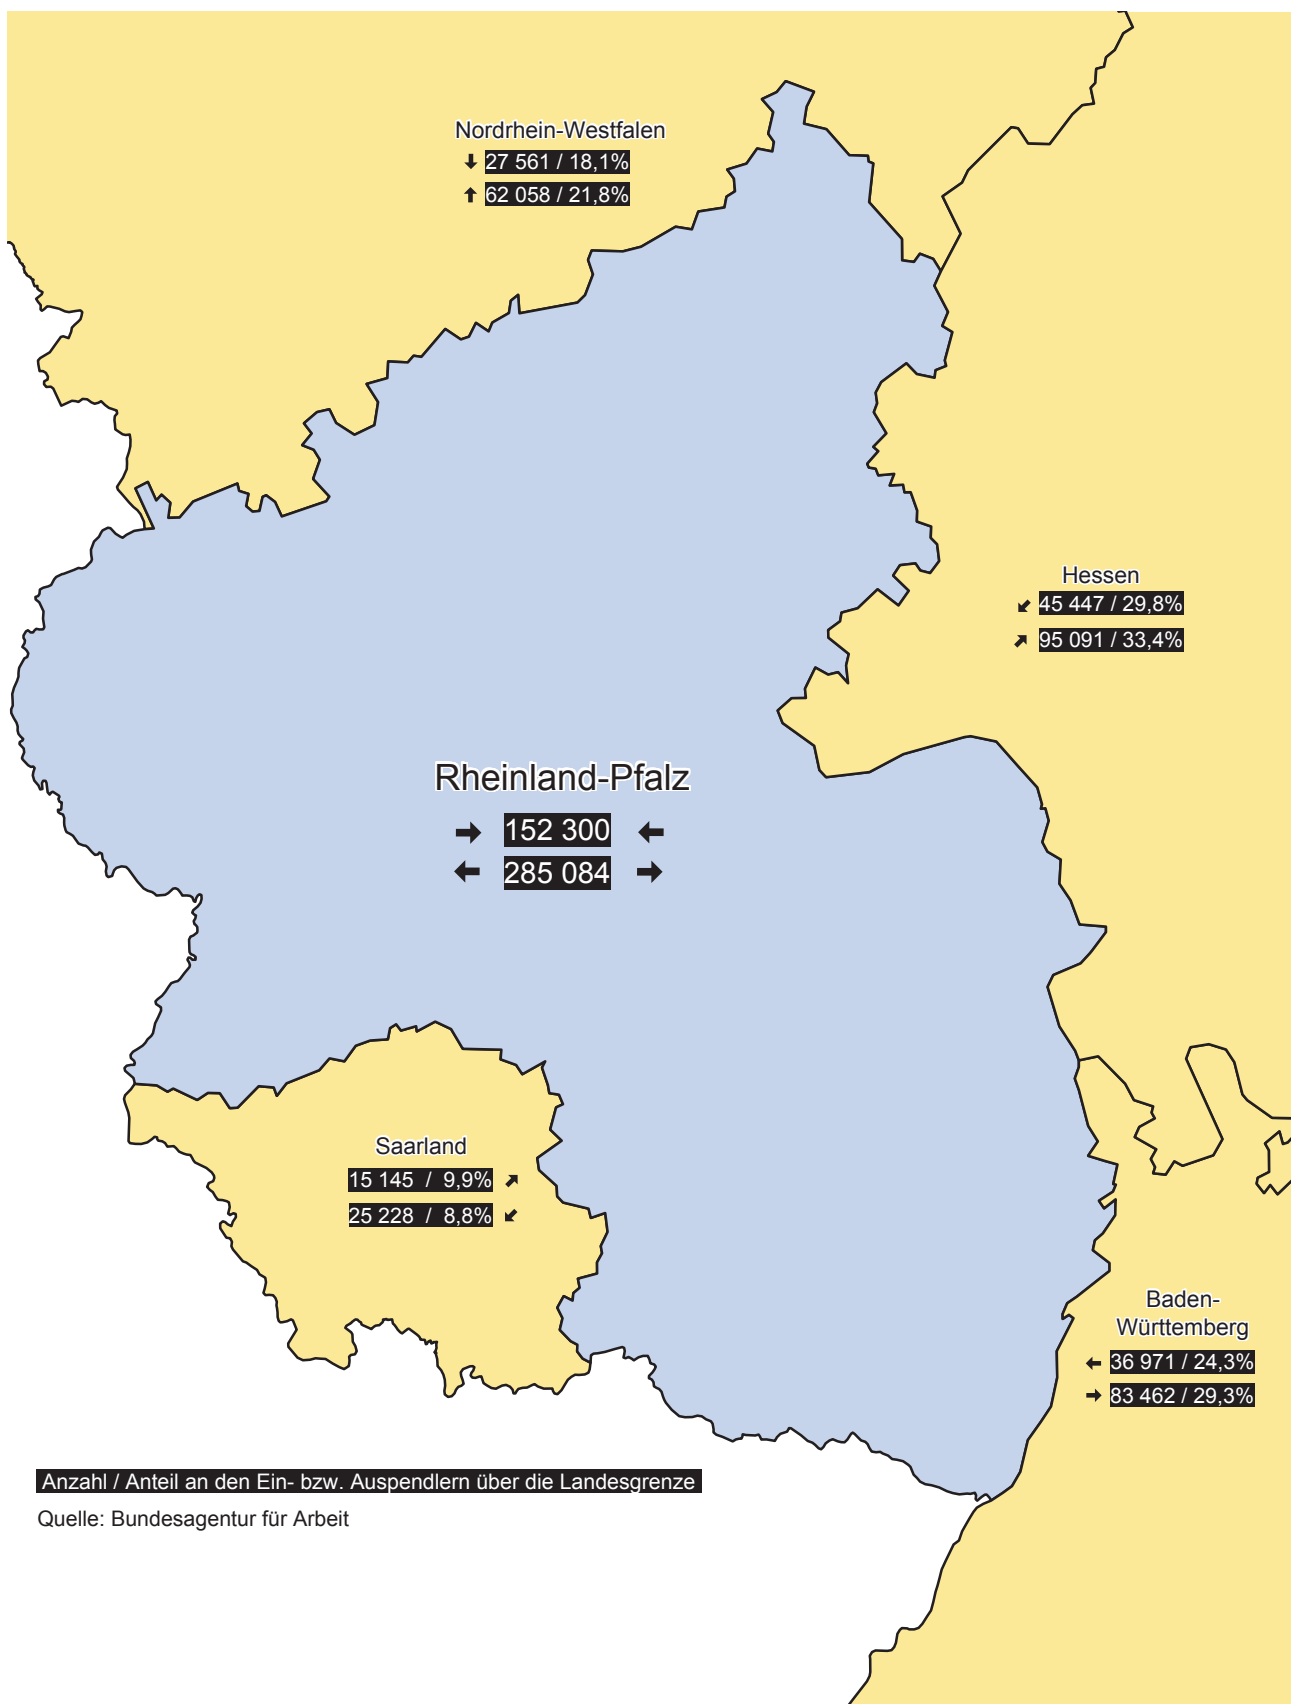 Nordrhein-Westfalen
27 561 / 18,1%
62 058 / 21,8%
Hessen
45 447 / 29,8%
95 091 / 33,4%
Rheinland-Pfalz
152 300
285 084
Saarland
15 145 / 9,9%
25 228 / 8,8%
Baden-
Württemberg
36 971 / 24,3%
83 462 / 29,3%
Anzahl / Anteil an den Ein- bzw. Auspendlern über die Landesgrenze
Quelle: Bundesagentur für Arbeit